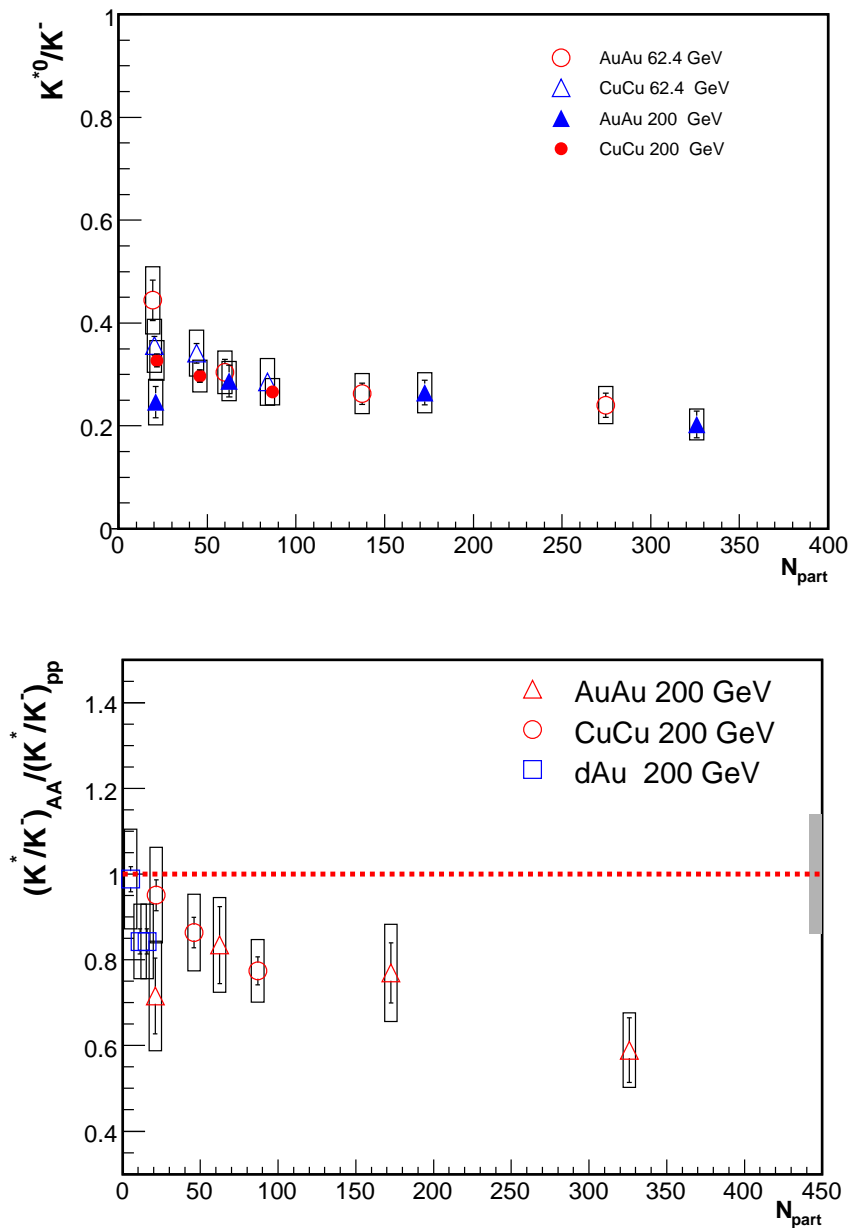 1
K*0/K-
AuAu 62.4 GeV
CuCu 62.4 GeV
AuAu 200 GeV
CuCu 200 GeV
0.8
0.6
0.4
0.2
0
0 50 100 150 200 250 300 350 400
Npart
(K*/K-)AA/(K*/K-)pp
AuAu 200 GeV
CuCu 200 GeV
dAu 200 GeV
1.4
1.2
1
0.8
0.6
0.4
0 50 100 150 200 250 300 350 400 450
Npart